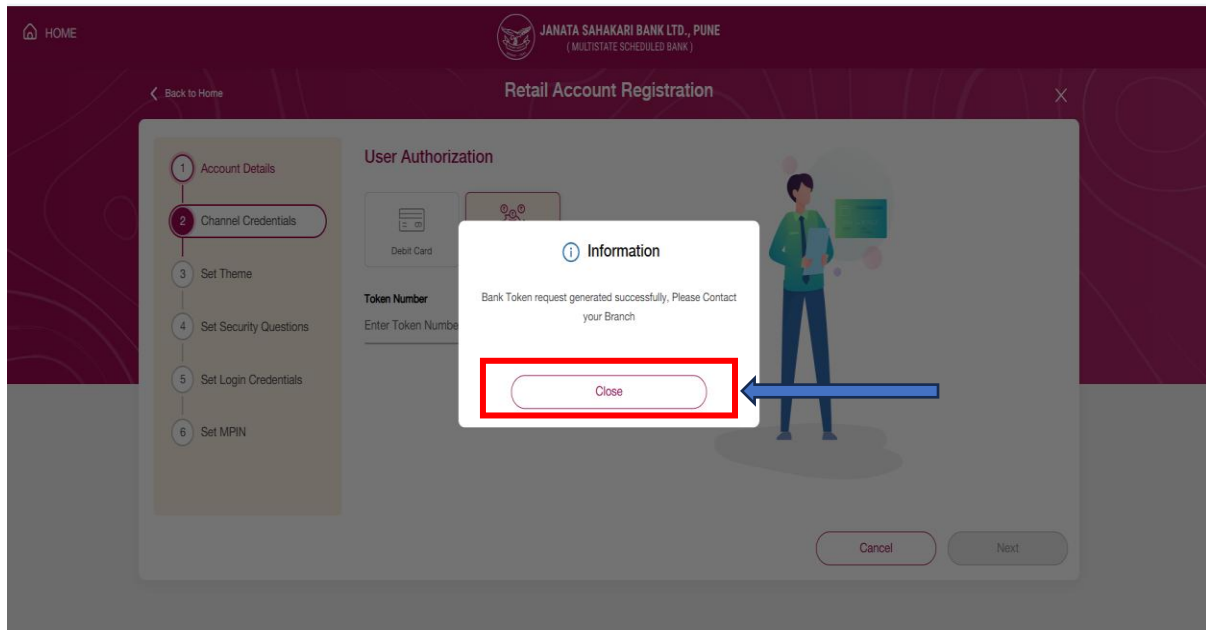 HOME
JANATA SAHAKARI BANK LTD., PUNE
( MULTISTATE SCHEDULED BANK )
Back to Home
Retail Account Registration
1 Account Details
2 Channel Credentials
3 Set Theme
4 Set Security Questions
5 Set Login Credentials
6 Set MPIN
User Authorization
Debit Card
Token Number
Enter Token Numbe
Information
Bank Token request generated successfully, Please Contact
your Branch
Close
Cancel
Next